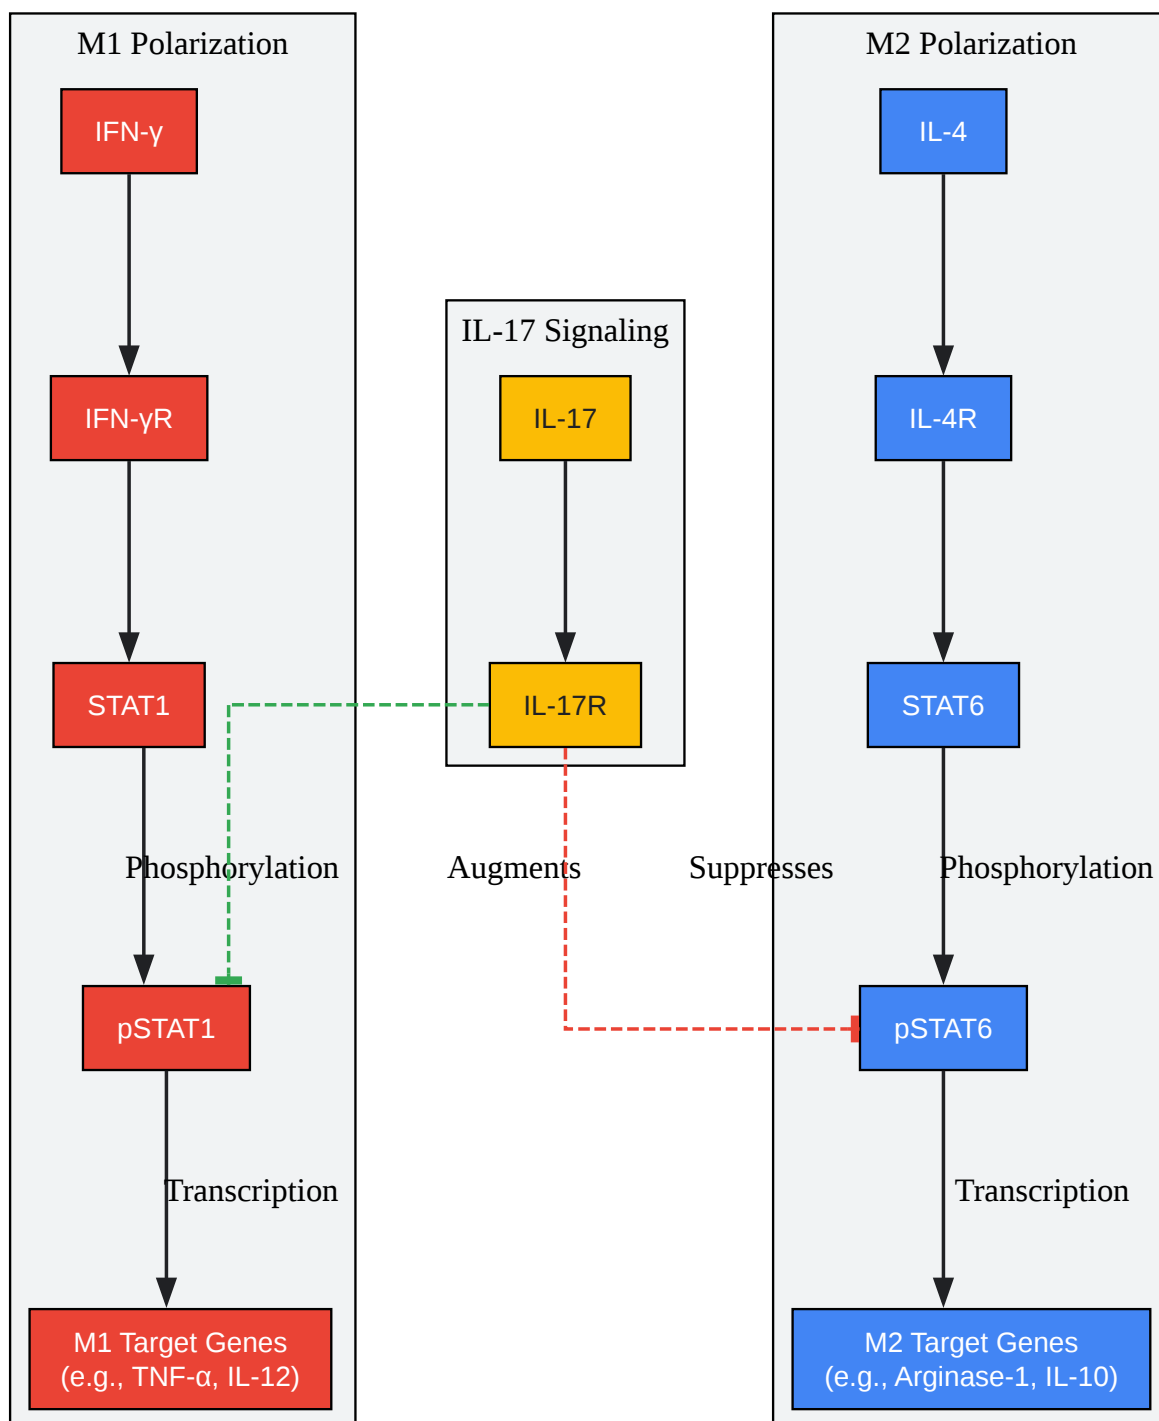 M1 Polarization
IFN-γ
IFN-γR
STAT1
Phosphorylation
pSTAT1
Transcription
M1 Target Genes
(e.g., TNF-α, IL-12)
IL-17 Signaling
IL-17
IL-17R
Augments
Suppresses
M2 Polarization
IL-4
IL-4R
STAT6
Phosphorylation
pSTAT6
Transcription
M2 Target Genes
(e.g., Arginase-1, IL-10)